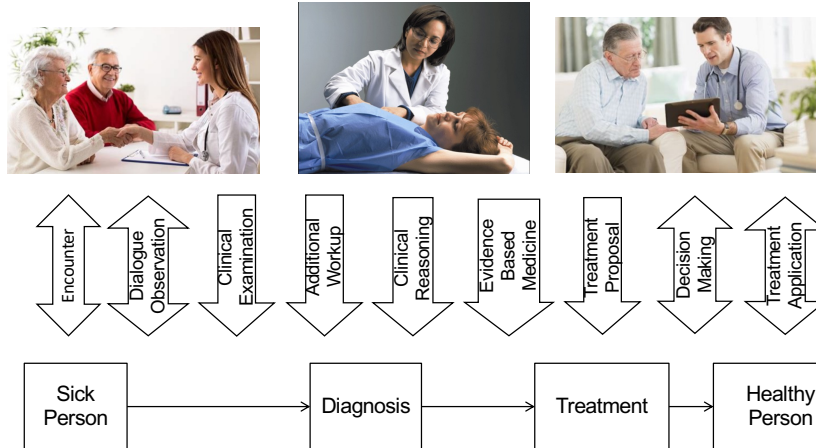 Encounter
Dialogue
Observation
Clinical
Examination
Additional
Workup
Clinical
Reasoning
Evidence
Based
Medicine
Treatment
Proposal
Decision
Making
Treatment
Application
Sick
Person
Diagnosis
Treatment
Healthy
Person